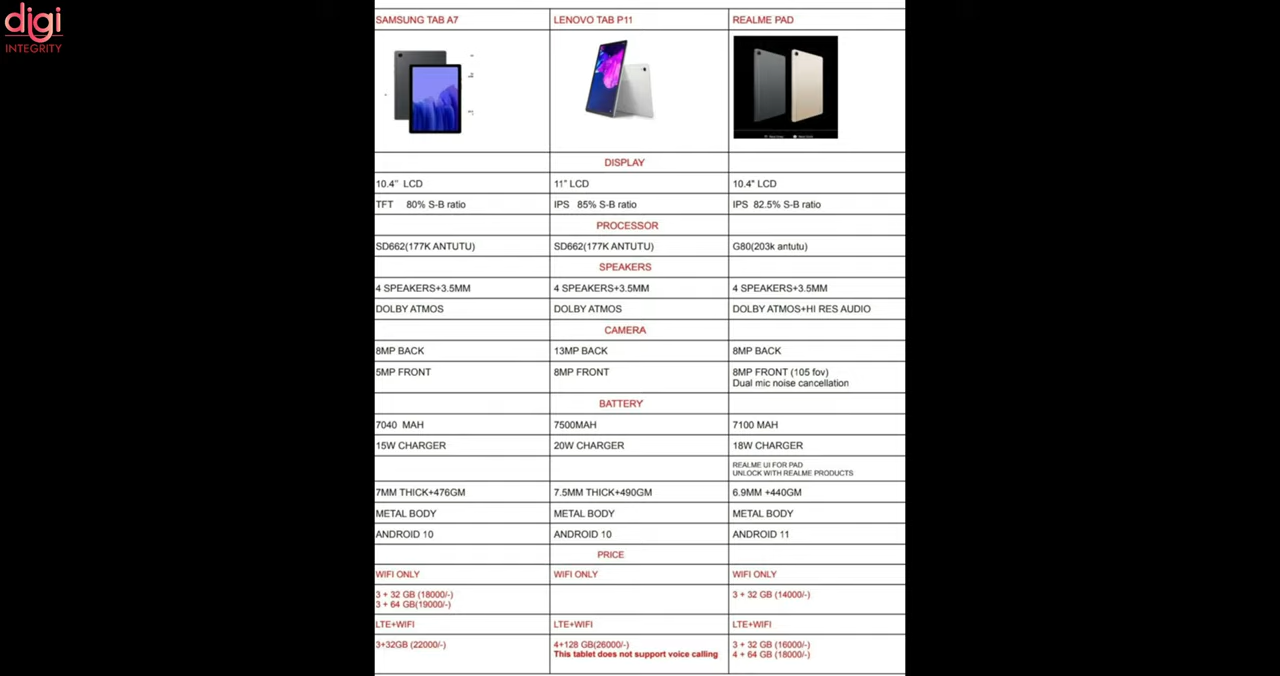 digi
INTEGRITY
SAMSUNG TAB A7 LENOVO TAB P11 REALME PAD
DISPLAY
10.4" LCD 11" LCD 10.4" LCD
TFT 80% S-B ratio IPS 85% S-B ratio IPS 82.5% S-B ratio
PROCESSOR
SD662(177K ANTUTU) SD662(177K ANTUTU) G80(203k antutu)
SPEAKERS
4 SPEAKERS+3.5MM 4 SPEAKERS+3.5MM 4 SPEAKERS+3.5MM
DOLBY ATMOS DOLBY ATMOS DOLBY ATMOS+HI RES AUDIO
CAMERA
8MP BACK 13MP BACK 8MP BACK
5MP FRONT 8MP FRONT 8MP FRONT (105 fov)
Dual mic noise cancellation
BATTERY
7040 MAH 7500MAH 7100 MAH
15W CHARGER 20W CHARGER 18W CHARGER
REALME UI FOR PAD
UNLOCK WITH REALME PRODUCTS
7MM THICK+476GM 7.5MM THICK+490GM 6.9MM +440GM
METAL BODY METAL BODY METAL BODY
ANDROID 10 ANDROID 10 ANDROID 11
PRICE
WIFI ONLY WIFI ONLY WIFI ONLY
3 + 32 GB (18000/-) 3 + 32 GB (14000/-)
3 + 64 GB(19000/-)
LTE+WIFI LTE+WIFI LTE+WIFI
3+32GB (22000/-) 4+128 GB(26000/-) 3 + 32 GB (16000/-)
This tablet does not support voice calling 4 + 64 GB (18000/-)